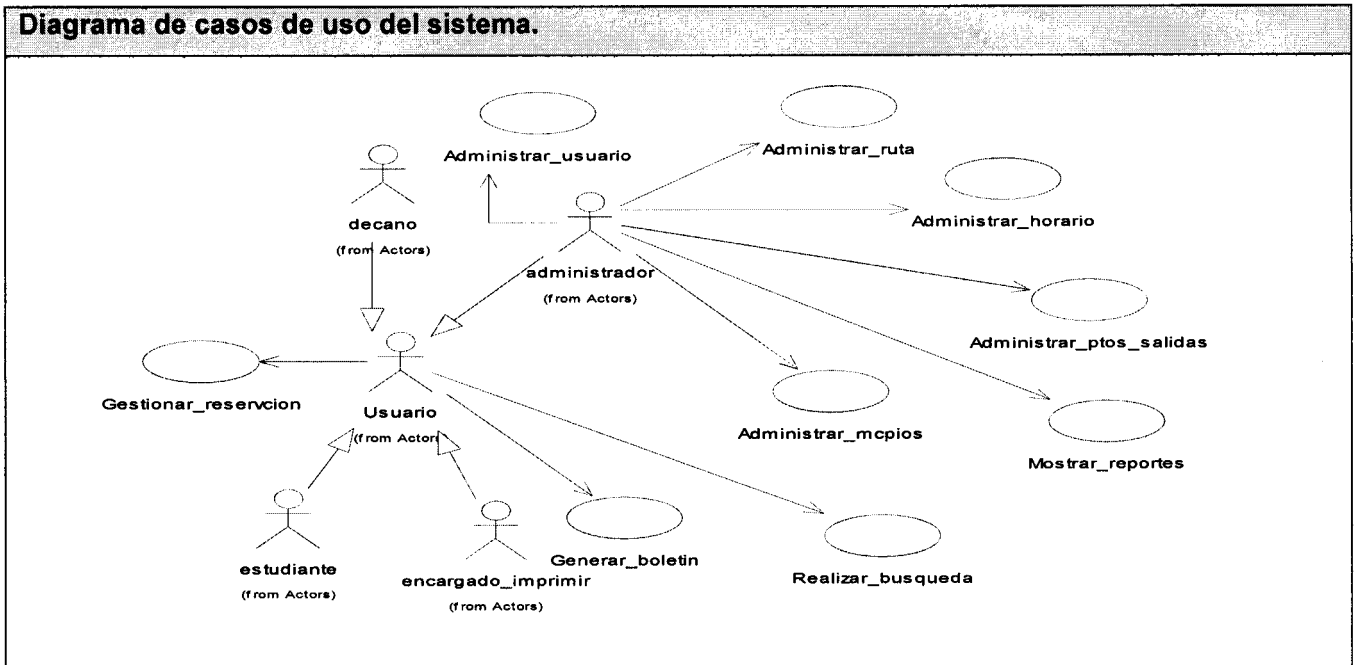 Diagrama de casos de uso del sistema.
Administrar_usuario
Administrar_ruta
decano
(from Actors)
Administrar_horario
administrador
(from Actors)
Administrar_ptos_salidas
Gestionar_reservcion
Usuario
(from Actors)
Administrar_mcpios
Mostrar_reportes
estudiante
(from Actors)
encargado_imprimir
(from Actors)
Generar_boletin
Realizar_busqueda